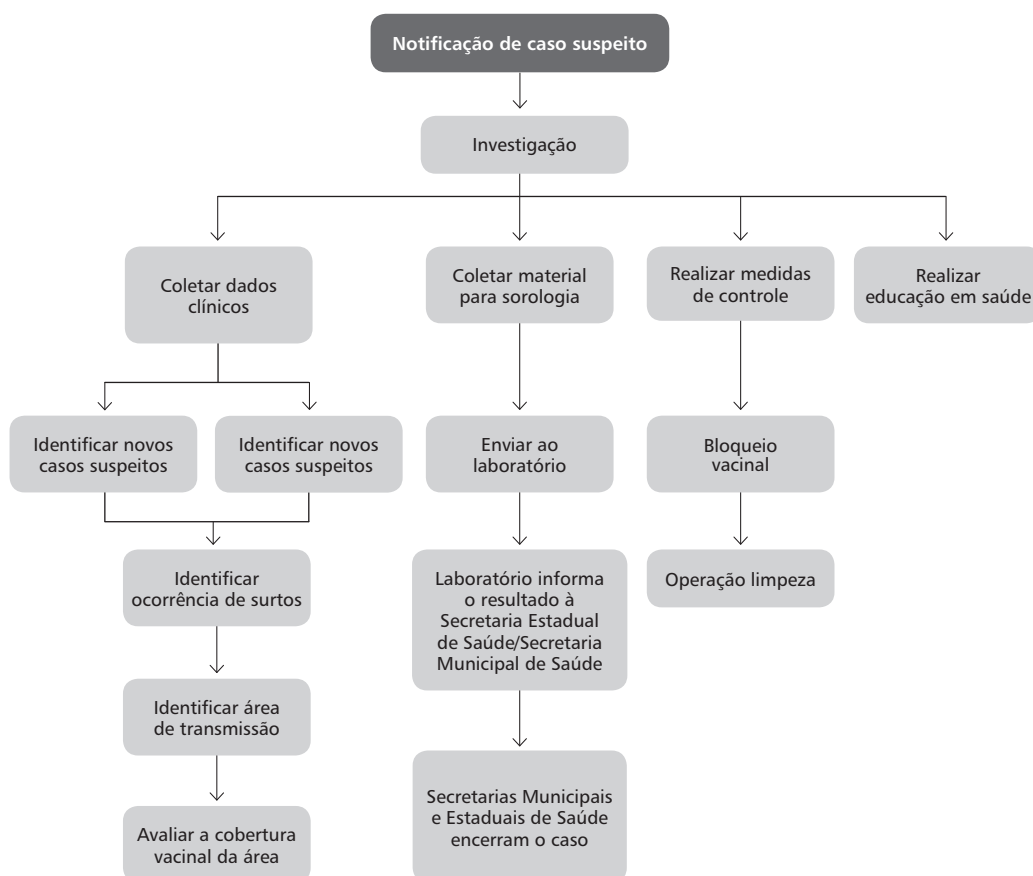 Notificação de caso suspeito
Investigação
Coletar dados
clínicos
Coletar material
para sorologia
Realizar medidas
de controle
Realizar
educação em saúde
Identificar novos
casos suspeitos
Identificar novos
casos suspeitos
Enviar ao
laboratório
Bloqueio
vacinal
Identificar
ocorrência de surtos
Laboratório informa
o resultado à
Secretaria Estadual
de Saúde/Secretaria
Municipal de Saúde
Operação limpeza
Identificar área
de transmissão
Secretarias Municipais
e Estaduais de Saúde
encerram o caso
Avaliar a cobertura
vacinal da área